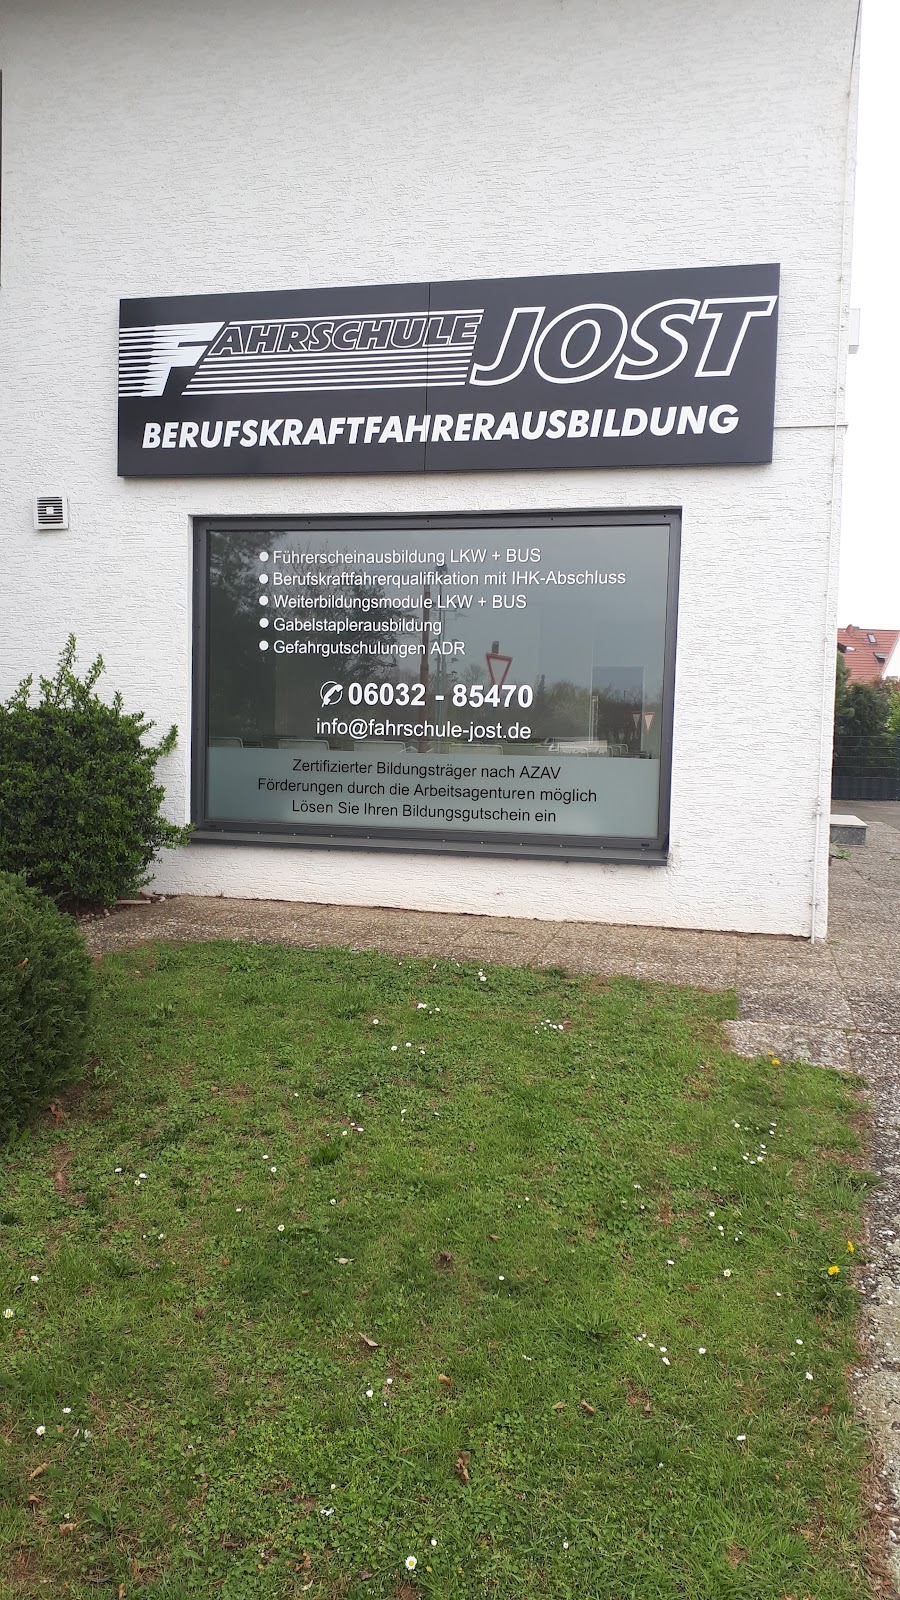 FAHRSCHULE JOST
BERUFSKRAFTFAHRERAUSBILDUNG
● Führerscheinausbildung LKW + BUS
● Berufskraftfahrerqualifikation mit IHK-Abschluss
● Weiterbildungsmodule LKW + BUS
● Gabelstaplerausbildung
● Gefahrgutschulungen ADR
✆ 06032 - 85470
info@fahrschule-jost.de
Zertifizierter Bildungsträger nach AZAV
Förderungen durch die Arbeitsagenturen möglich
Lösen Sie Ihren Bildungsgutschein ein